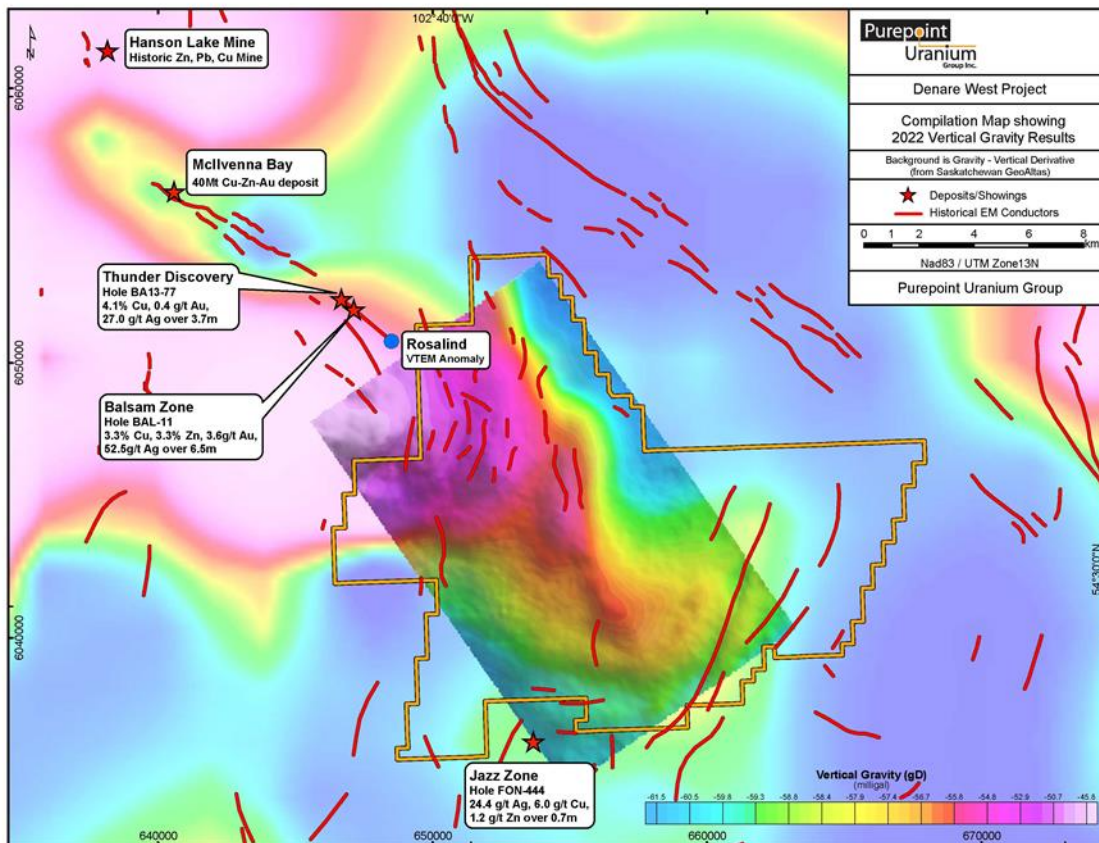 102°40'0"W
Hanson Lake Mine
Historic Zn, Pb, Cu Mine
Purepoint
Uranium
Group Inc.
Denare West Project
Compilation Map showing
2022 Vertical Gravity Results
Background is Gravity - Vertical Derivative
(from Saskatchewan GeoAltas)
Deposits/Showings
Historical EM Conductors
0 2 4 6 8
km
Nad83 / UTM Zone13N
Purepoint Uranium Group
N
6060000
McIlvenna Bay
40Mt Cu-Zn-Au deposit
Thunder Discovery
Hole BA13-77
4.1% Cu, 0.4 g/t Au,
27.0 g/t Ag over 3.7m
Rosalind
VTEM Anomaly
6050000
Balsam Zone
Hole BAL-11
3.3% Cu, 3.3% Zn, 3.6g/t Au,
52.5g/t Ag over 6.5m
54°30'0"N
6040000
Jazz Zone
Hole FON-444
24.4 g/t Ag, 6.0 g/t Cu,
1.2 g/t Zn over 0.7m
Vertical Gravity (gD)
(milligal)
-61.5 -60.5 -59.8 -59.3 -58.8 -58.4 -57.9 -57.4 -56.7 -55.8 -54.8 -52.9 -50.7 -45.8
640000 650000 660000 670000